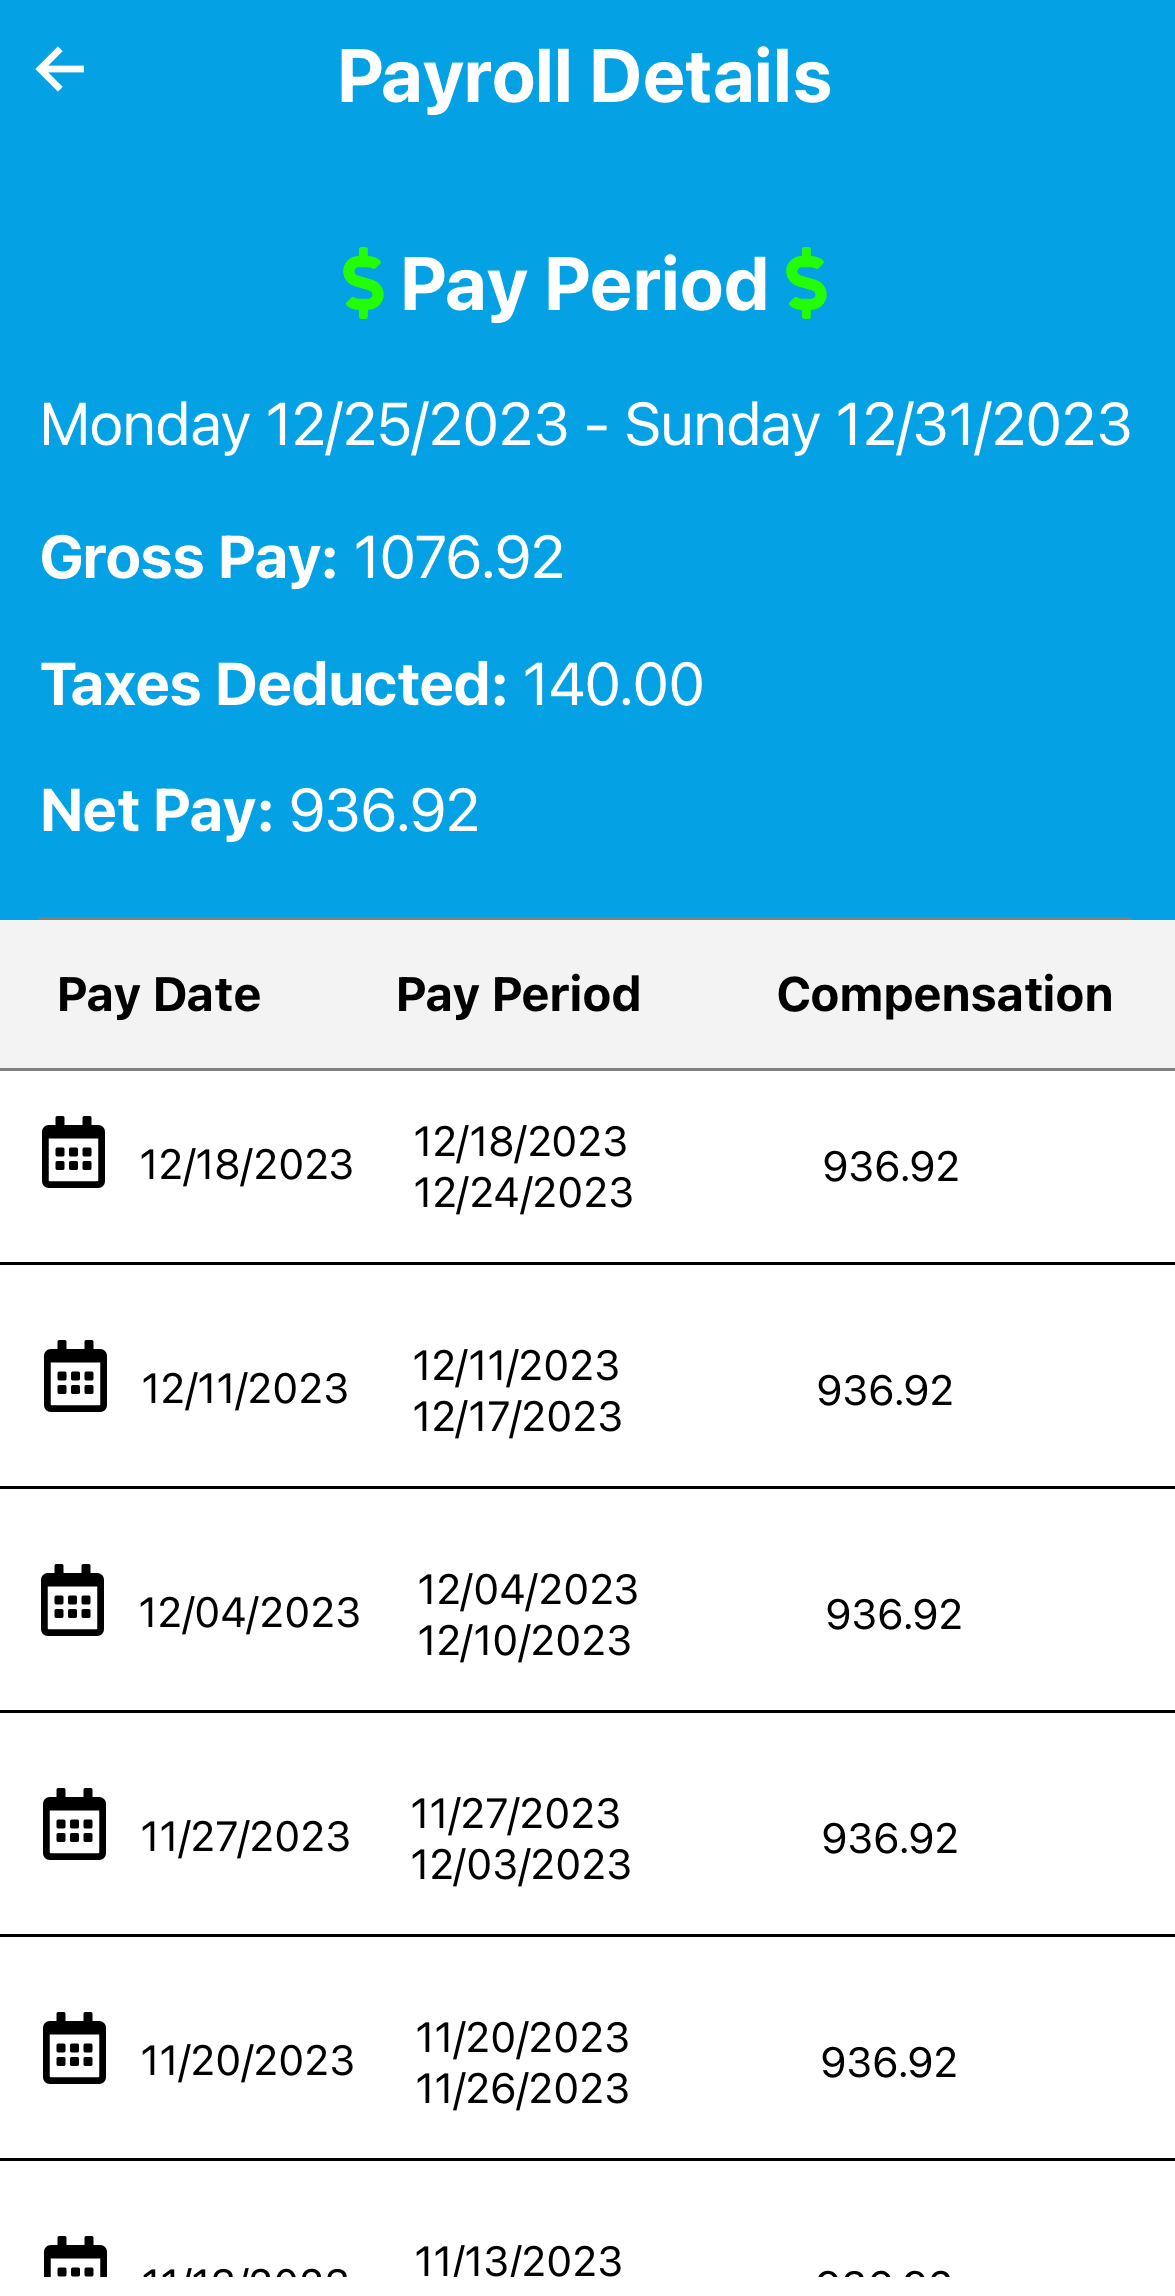 Payroll Details
$ Pay Period $
Monday 12/25/2023 - Sunday 12/31/2023
Gross Pay: 1076.92
Taxes Deducted: 140.00
Net Pay: 936.92
Pay Date Pay Period Compensation
12/18/2023 12/18/2023 936.92
12/24/2023
12/11/2023 12/11/2023 936.92
12/17/2023
12/04/2023 12/04/2023 936.92
12/10/2023
11/27/2023 11/27/2023 936.92
12/03/2023
11/20/2023 11/20/2023 936.92
11/26/2023
11/13/2023